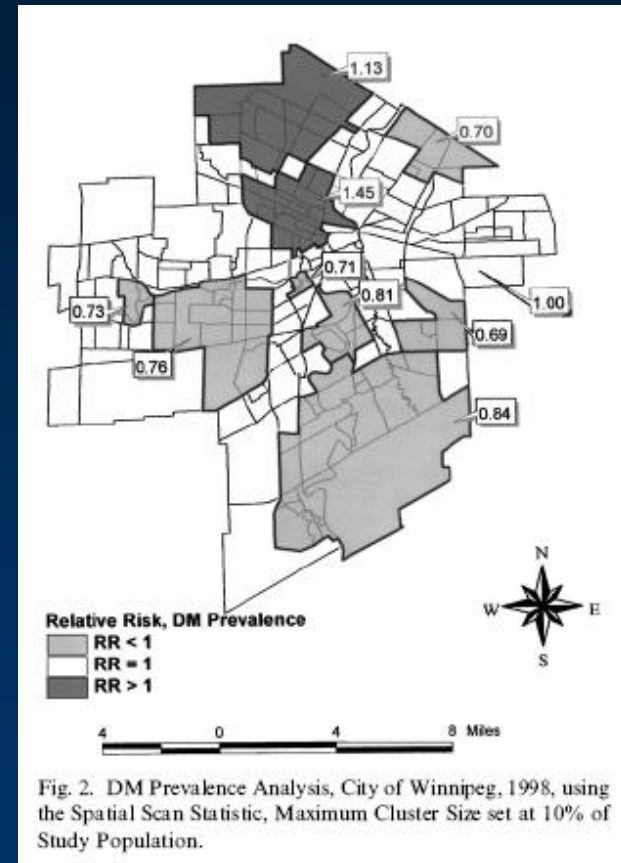 1.13
0.70
1.45
0.71
0.81
1.00
0.73
0.69
0.76
0.84
N
W E
S
Relative Risk, DM Prevalence
RR < 1
RR = 1
RR > 1
4 0 4 8 Miles
Fig. 2. DM Prevalence Analysis, City of Winnipeg, 1998, using
the Spatial Scan Statistic, Maximum Cluster Size set at 10% of
Study Population.